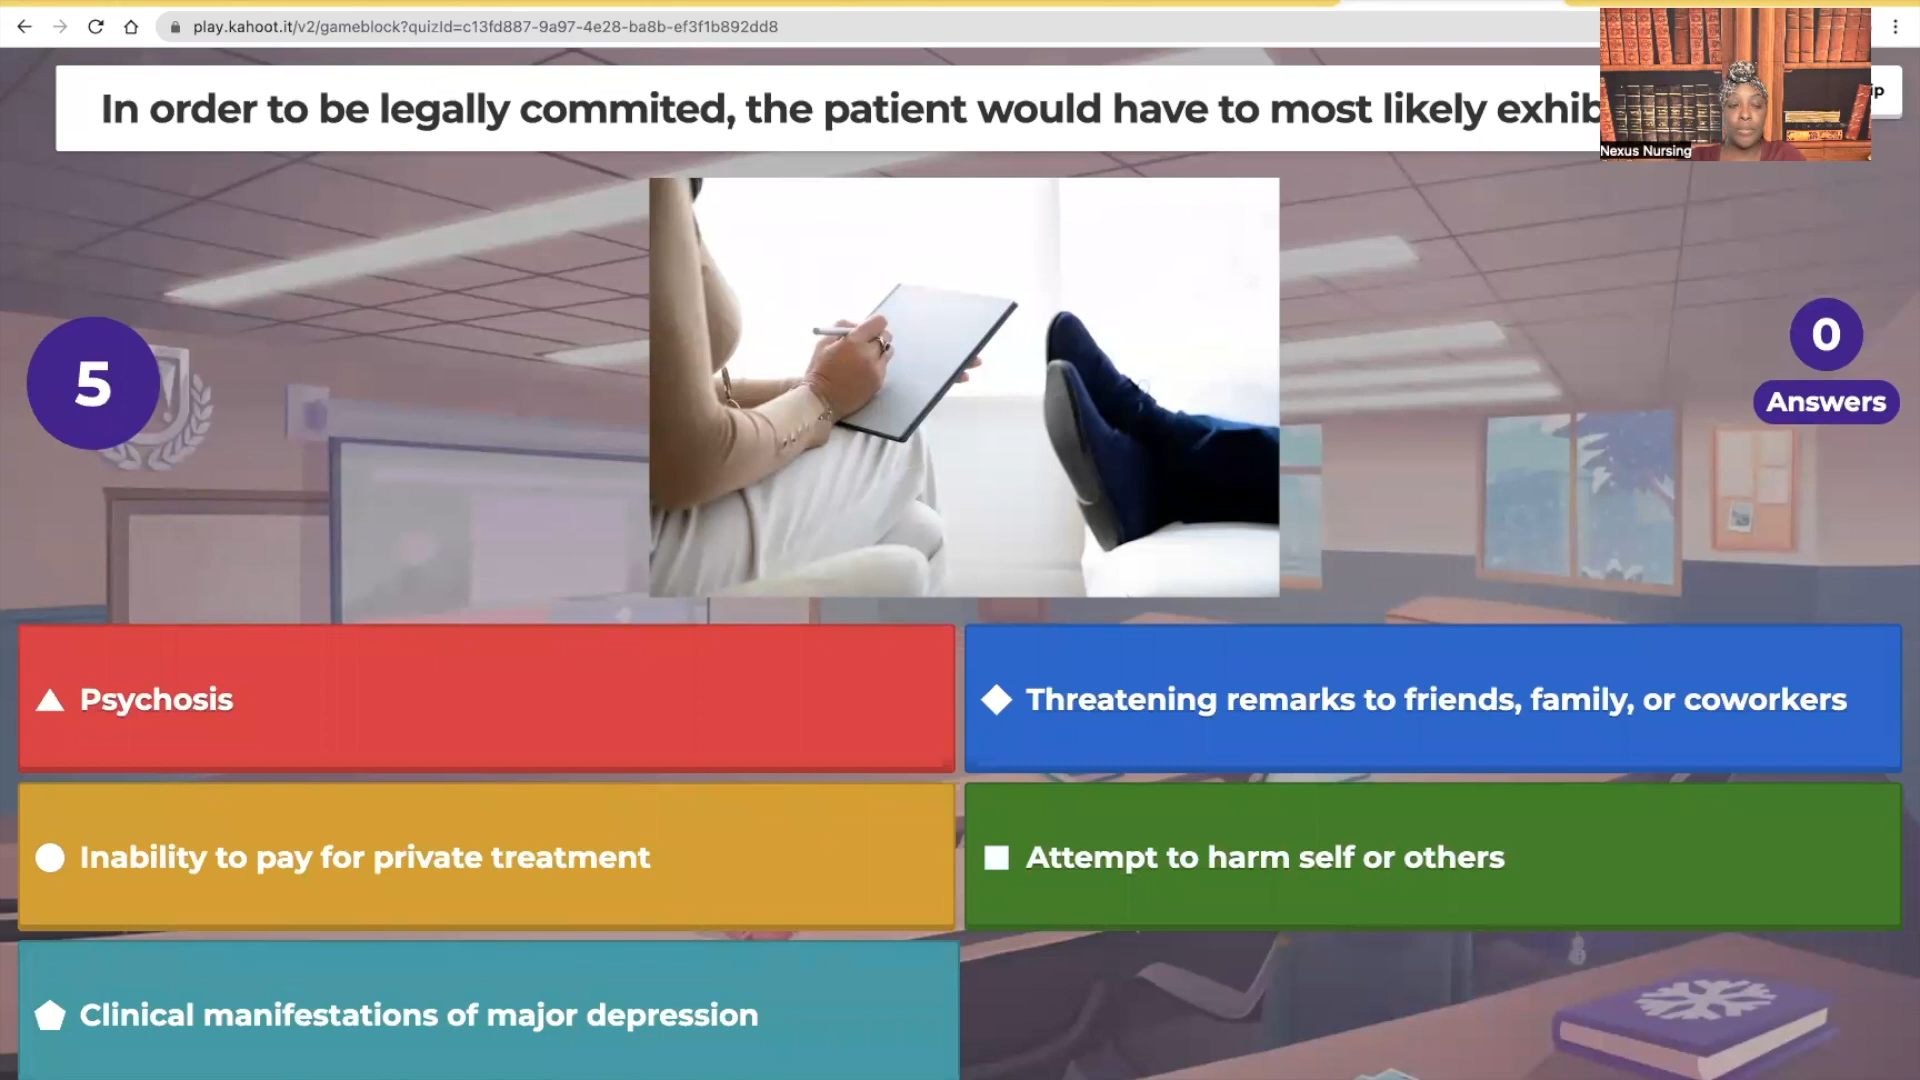 play.kahoot.it/v2/gameblock?quizId=c13fd887-9a97-4e28-ba8b-ef3f1b892dd8
In order to be legally commited, the patient would have to most likely exhib
Nexus Nursing
5
0
Answers
Psychosis
Threatening remarks to friends, family, or coworkers
Inability to pay for private treatment
Attempt to harm self or others
Clinical manifestations of major depression